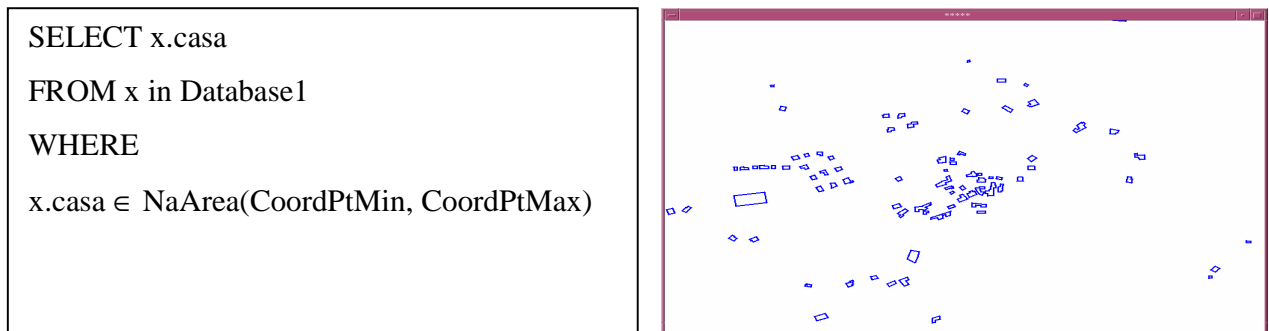 SELECT x.casa
FROM x in Database1
WHERE
x.casa ∈ NaArea(CoordPtMin, CoordPtMax)
*****